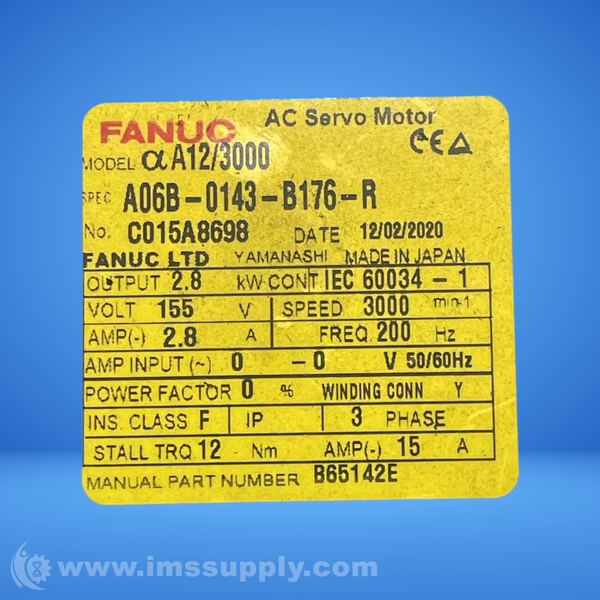 FANUC AC Servo Motor
MODEL αA12/3000 CE
SPEC A06B-0143-B176-R
No. C015A8698 DATE 12/02/2020
FANUC LTD YAMANASHI MADE IN JAPAN
OUTPUT 2.8 kW CONT IEC 60034-1
VOLT 155 V SPEED 3000 min-1
AMP(-) 2.8 A FREQ. 200 Hz
AMP INPUT (~) 0 -0 V 50/60Hz
POWER FACTOR 0 % WINDING CONN Y
INS. CLASS F IP 3 PHASE
STALL TRQ. 12 Nm AMP(-) 15 A
MANUAL PART NUMBER B65142E
www.imssupply.com